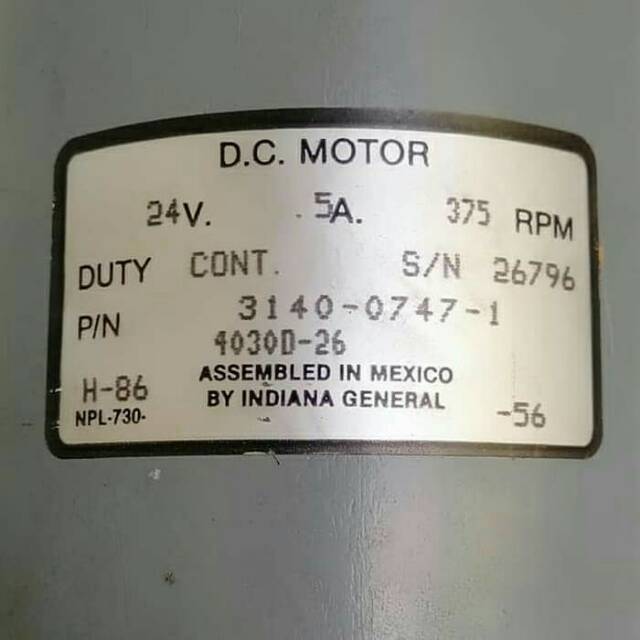 D.C. MOTOR
24V. .5A. 375 RPM
DUTY CONT. S/N 26796
P/N 3140-0747-1
4030D-26
ASSEMBLED IN MEXICO
H-86 BY INDIANA GENERAL
NPL-730- -56